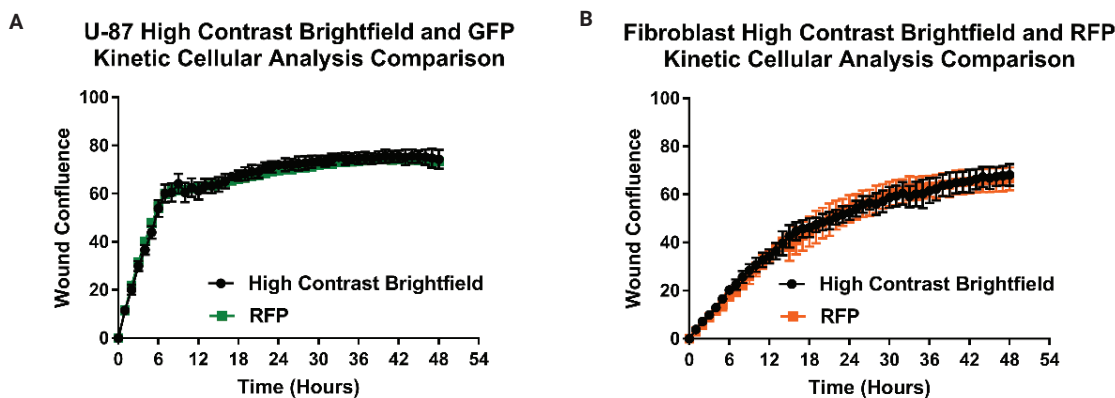 A
U-87 High Contrast Brightfield and GFP
Kinetic Cellular Analysis Comparison
100
80
60
40
20
0
Wound Confluence
High Contrast Brightfield
RFP
0 6 12 18 24 30 36 42 48 54
Time (Hours)
B
Fibroblast High Contrast Brightfield and RFP
Kinetic Cellular Analysis Comparison
100
80
60
40
20
0
Wound Confluence
High Contrast Brightfield
RFP
0 6 12 18 24 30 36 42 48 54
Time (Hours)